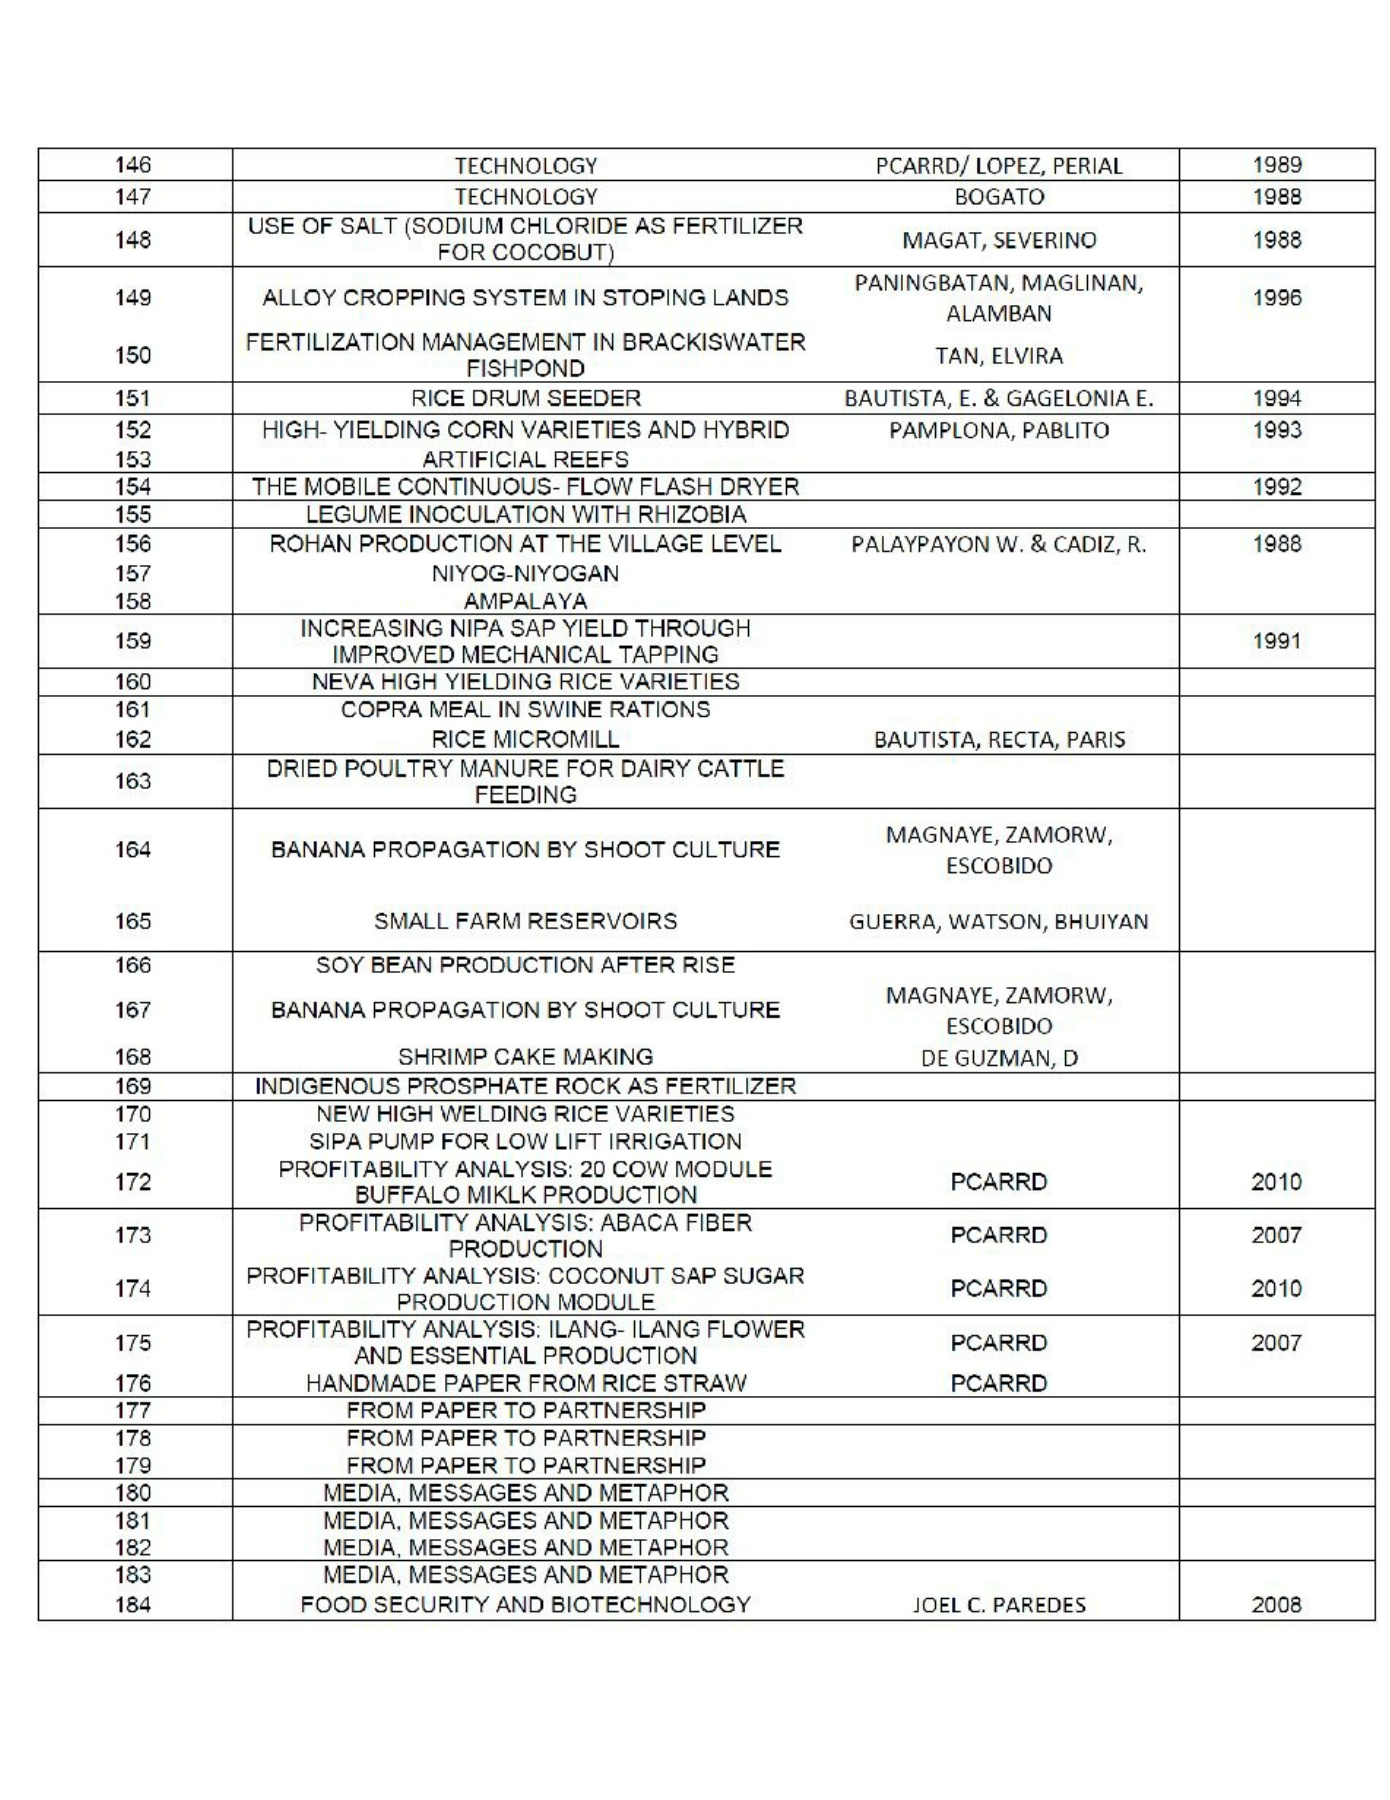 146 TECHNOLOGY PCARRD/ LOPEZ, PERIAL 1989
147 TECHNOLOGY BOGATO 1988
148 USE OF SALT (SODIUM CHLORIDE AS FERTILIZER
FOR COCOBUT) MAGAT, SEVERINO 1988
149 ALLOY CROPPING SYSTEM IN STOPING LANDS PANINGBATAN, MAGLINAN,
ALAMBAN 1996
150 FERTILIZATION MANAGEMENT IN BRACKISWATER
FISHPOND TAN, ELVIRA
151 RICE DRUM SEEDER BAUTISTA, E. & GAGELONIA E. 1994
152 HIGH- YIELDING CORN VARIETIES AND HYBRID PAMPLONA, PABLITO 1993
153 ARTIFICIAL REEFS
154 THE MOBILE CONTINUOUS- FLOW FLASH DRYER 1992
155 LEGUME INOCULATION WITH RHIZOBIA
156 ROHAN PRODUCTION AT THE VILLAGE LEVEL PALAYPAYON W. & CADIZ, R. 1988
157 NIYOG-NIYOGAN
158 AMPALAYA
159 INCREASING NIPA SAP YIELD THROUGH
IMPROVED MECHANICAL TAPPING 1991
160 NEVA HIGH YIELDING RICE VARIETIES
161 COPRA MEAL IN SWINE RATIONS
162 RICE MICROMILL BAUTISTA, RECTA, PARIS
163 DRIED POULTRY MANURE FOR DAIRY CATTLE
FEEDING
164 BANANA PROPAGATION BY SHOOT CULTURE MAGNAYE, ZAMORW,
ESCOBIDO
165 SMALL FARM RESERVOIRS GUERRA, WATSON, BHUIYAN
166 SOY BEAN PRODUCTION AFTER RISE
167 BANANA PROPAGATION BY SHOOT CULTURE MAGNAYE, ZAMORW,
ESCOBIDO
168 SHRIMP CAKE MAKING DE GUZMAN, D
169 INDIGENOUS PROSPHATE ROCK AS FERTILIZER
170 NEW HIGH WELDING RICE VARIETIES
171 SIPA PUMP FOR LOW LIFT IRRIGATION
172 PROFITABILITY ANALYSIS: 20 COW MODULE
BUFFALO MIKLK PRODUCTION PCARRD 2010
173 PROFITABILITY ANALYSIS: ABACA FIBER
PRODUCTION PCARRD 2007
174 PROFITABILITY ANALYSIS: COCONUT SAP SUGAR
PRODUCTION MODULE PCARRD 2010
175 PROFITABILITY ANALYSIS: ILANG- ILANG FLOWER
AND ESSENTIAL PRODUCTION PCARRD 2007
176 HANDMADE PAPER FROM RICE STRAW PCARRD
177 FROM PAPER TO PARTNERSHIP
178 FROM PAPER TO PARTNERSHIP
179 FROM PAPER TO PARTNERSHIP
180 MEDIA, MESSAGES AND METAPHOR
181 MEDIA, MESSAGES AND METAPHOR
182 MEDIA, MESSAGES AND METAPHOR
183 MEDIA, MESSAGES AND METAPHOR
184 FOOD SECURITY AND BIOTECHNOLOGY JOEL C. PAREDES 2008